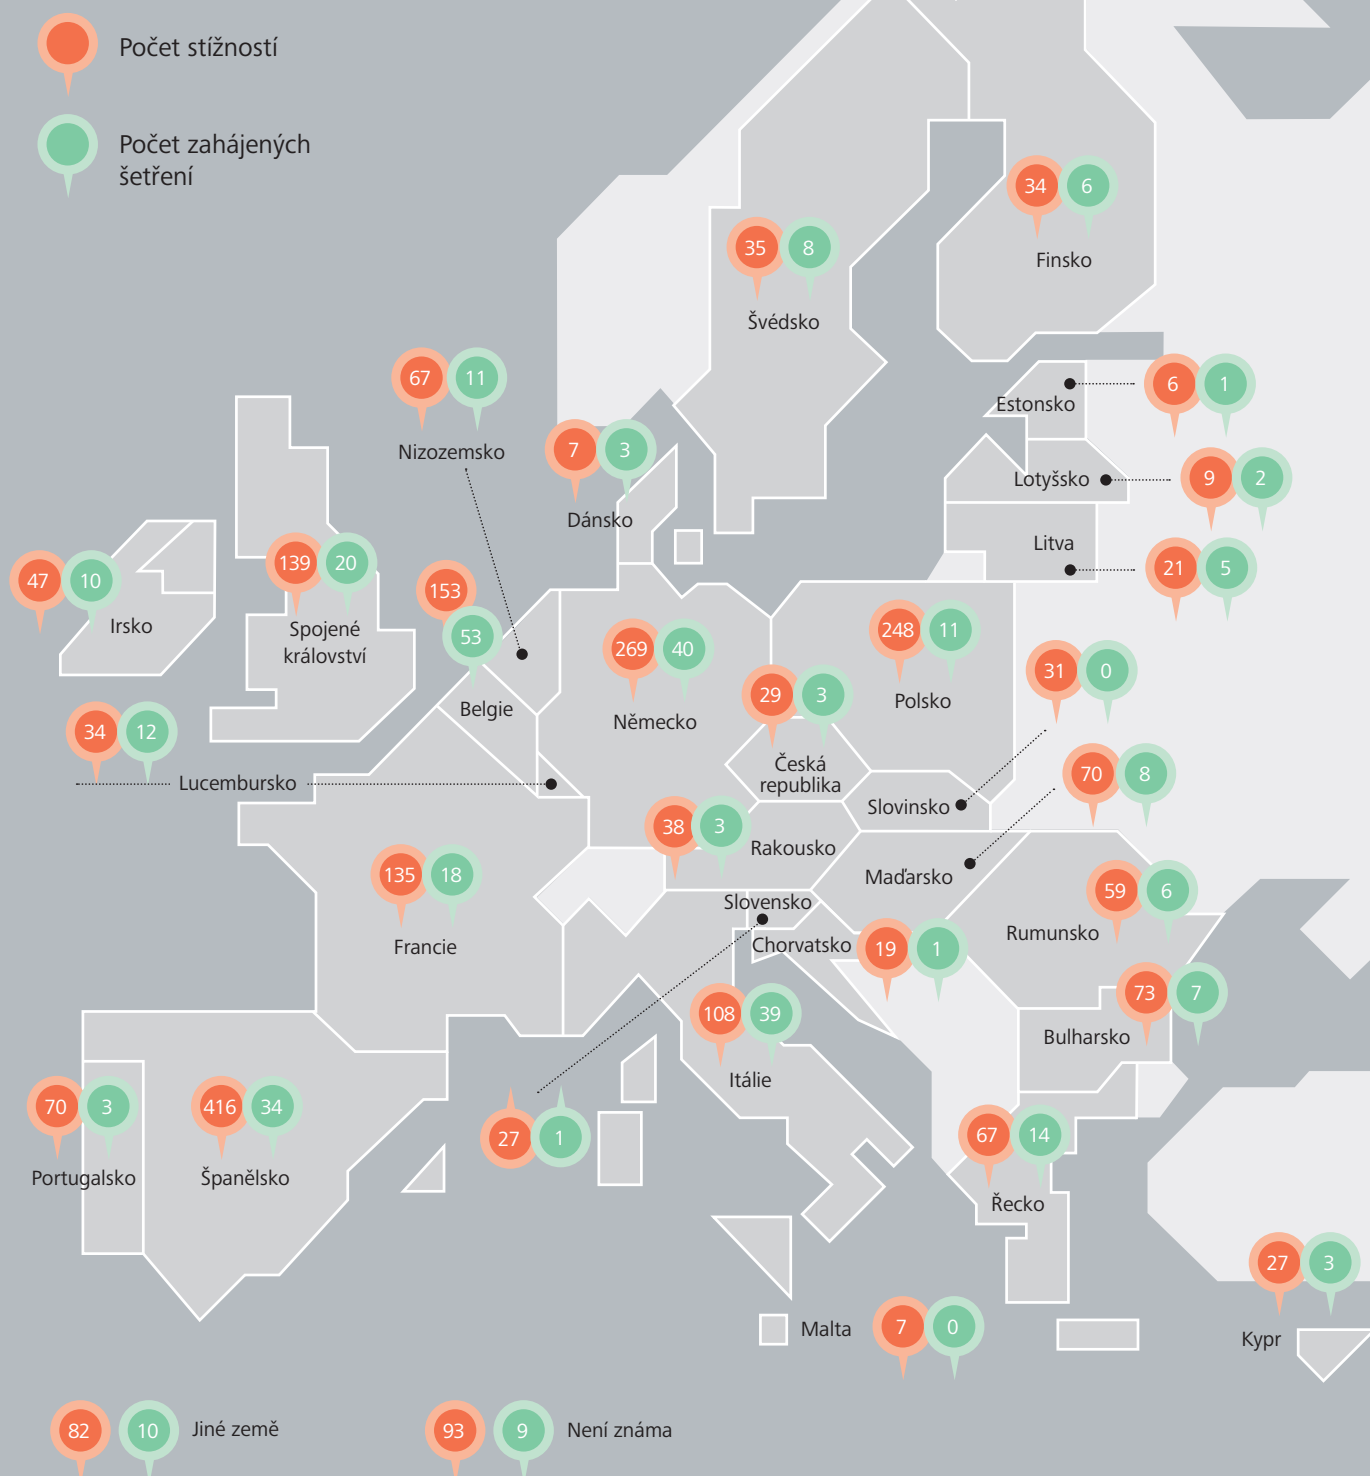 Počet stížností
Počet zahájených
šetření
34
6
Finsko
35
8
Švédsko
67
11
Nizozemsko
6
1
Estonsko
7
3
Dánsko
9
2
Lotyšsko
Litva
21
5
47
10
Irsko
139
20
Spojené
království
153
53
Belgie
269
40
Německo
248
11
Polsko
29
3
Česká
republika
31
0
Slovinsko
34
12
Lucembursko
70
8
Maďarsko
38
3
Rakousko
135
18
Francie
Slovensko
59
6
Rumunsko
Chorvatsko
19
1
73
7
Bulharsko
108
39
Itálie
70
3
Portugalsko
416
34
Španělsko
27
1
67
14
Řecko
27
3
Kypr
Malta
7
0
82
10
Jiné země
93
9
Není známa